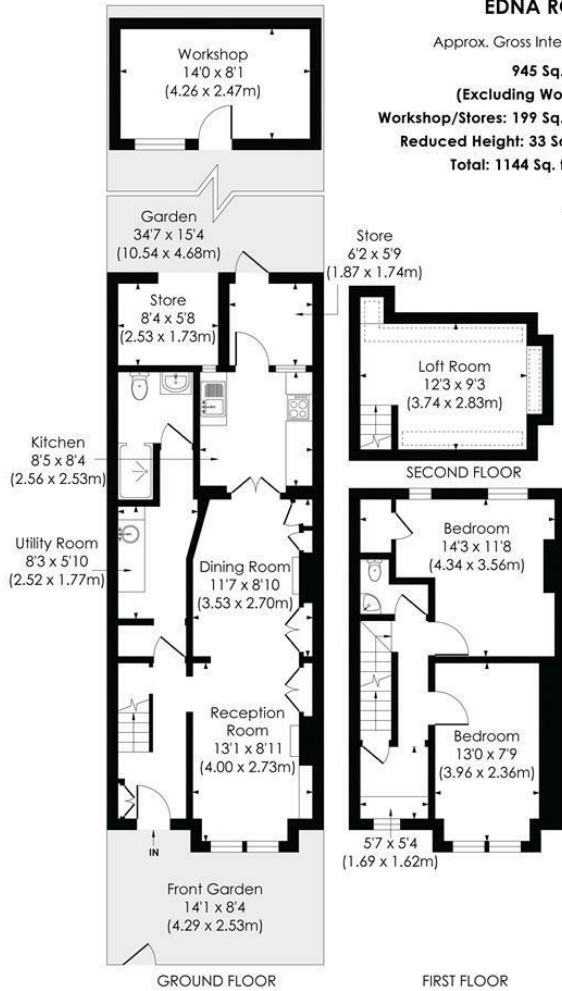 EDNA RO
Approx. Gross Inte
945 Sq.
(Excluding Wo
Workshop/Stores: 199 Sq.
Reduced Height: 33 Sq
Total: 1144 Sq. f
Workshop
14'0 x 8'1
(4.26 x 2.47m)
Garden
34'7 x 15'4
(10.54 x 4.68m)
Store
6'2 x 5'9
(1.87 x 1.74m)
Store
8'4 x 5'8
(2.53 x 1.73m)
Loft Room
12'3 x 9'3
(3.74 x 2.83m)
SECOND FLOOR
Kitchen
8'5 x 8'4
(2.56 x 2.53m)
Utility Room
8'3 x 5'10
(2.52 x 1.77m)
Dining Room
11'7 x 8'10
(3.53 x 2.70m)
Bedroom
14'3 x 11'8
(4.34 x 3.56m)
Reception
Room
13'1 x 8'11
(4.00 x 2.73m)
Bedroom
13'0 x 7'9
(3.96 x 2.36m)
5'7 x 5'4
(1.69 x 1.62m)
IN
Front Garden
14'1 x 8'4
(4.29 x 2.53m)
GROUND FLOOR
FIRST FLOOR